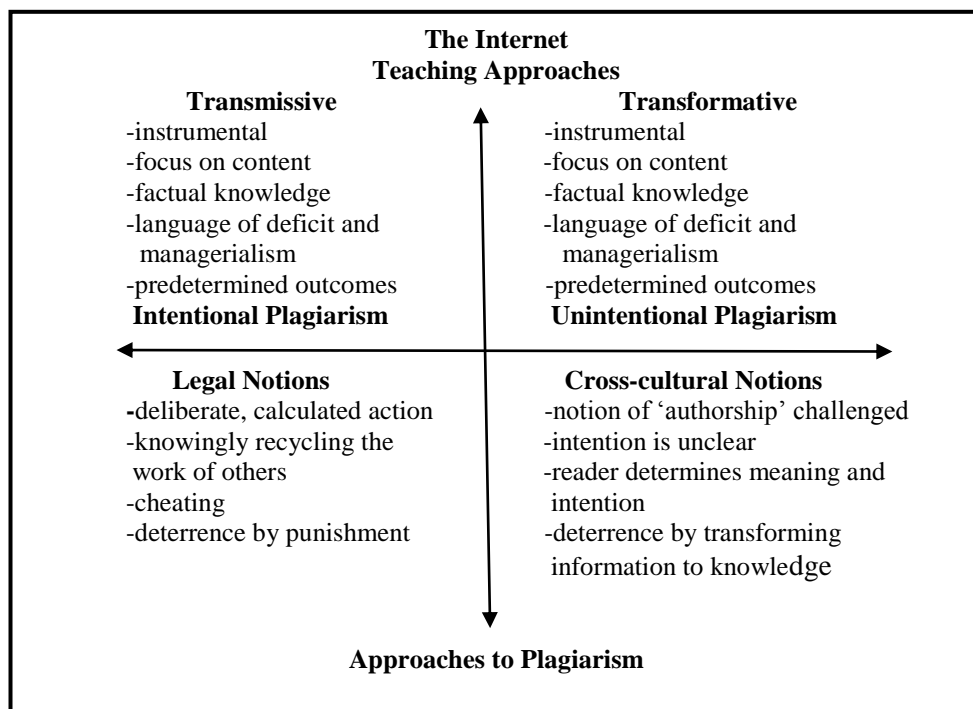 The Internet
Teaching Approaches
Transmissive
-instrumental
-focus on content
-factual knowledge
-language of deficit and
managerialism
-predetermined outcomes
Intentional Plagiarism
Transformative
-instrumental
-focus on content
-factual knowledge
-language of deficit and
managerialism
-predetermined outcomes
Unintentional Plagiarism
Legal Notions
-deliberate, calculated action
-knowingly recycling the
work of others
-cheating
-deterrence by punishment
Cross-cultural Notions
-notion of ‘authorship’ challenged
-intention is unclear
-reader determines meaning and
intention
-deterrence by transforming
information to knowledge
Approaches to Plagiarism